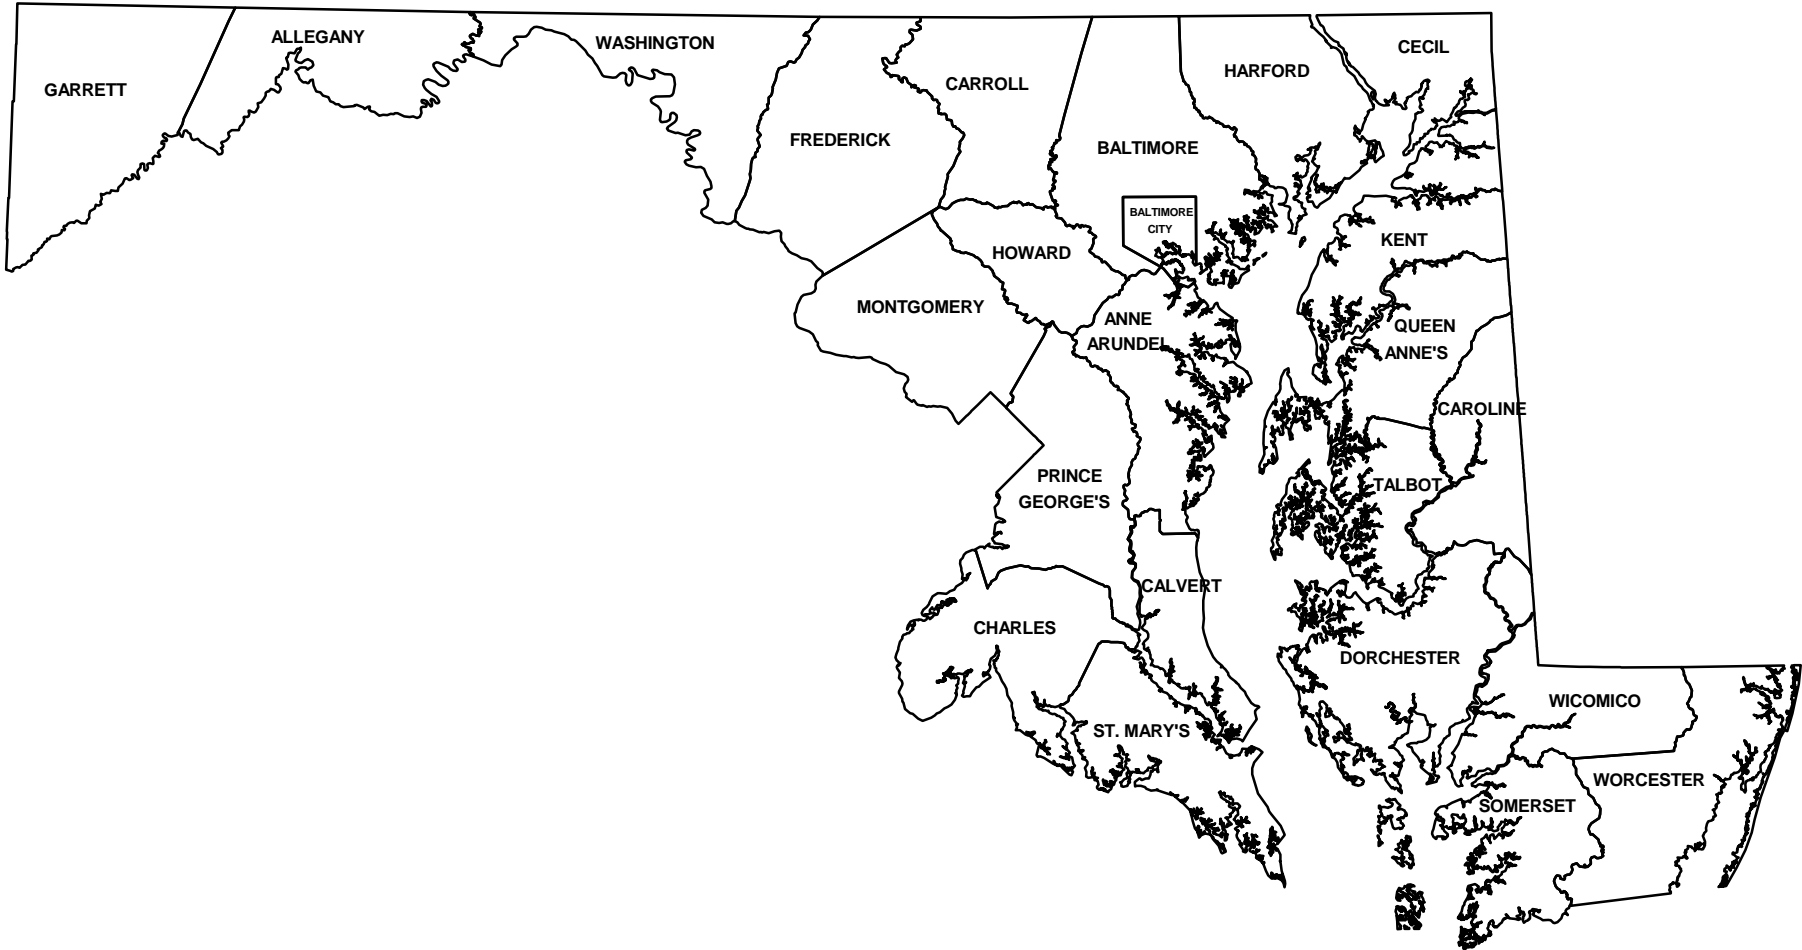 ALLEGANY
WASHINGTON
CECIL
GARRETT
HARFORD
CARROLL
FREDERICK
BALTIMORE
BALTIMORE
CITY
KENT
HOWARD
MONTGOMERY
ANNE
ARUNDEL
QUEEN
ANNE'S
CAROLINE
PRINCE
GEORGE'S
TALBOT
CALVERT
CHARLES
DORCHESTER
WICOMICO
ST. MARY'S
WORCESTER
SOMERSET